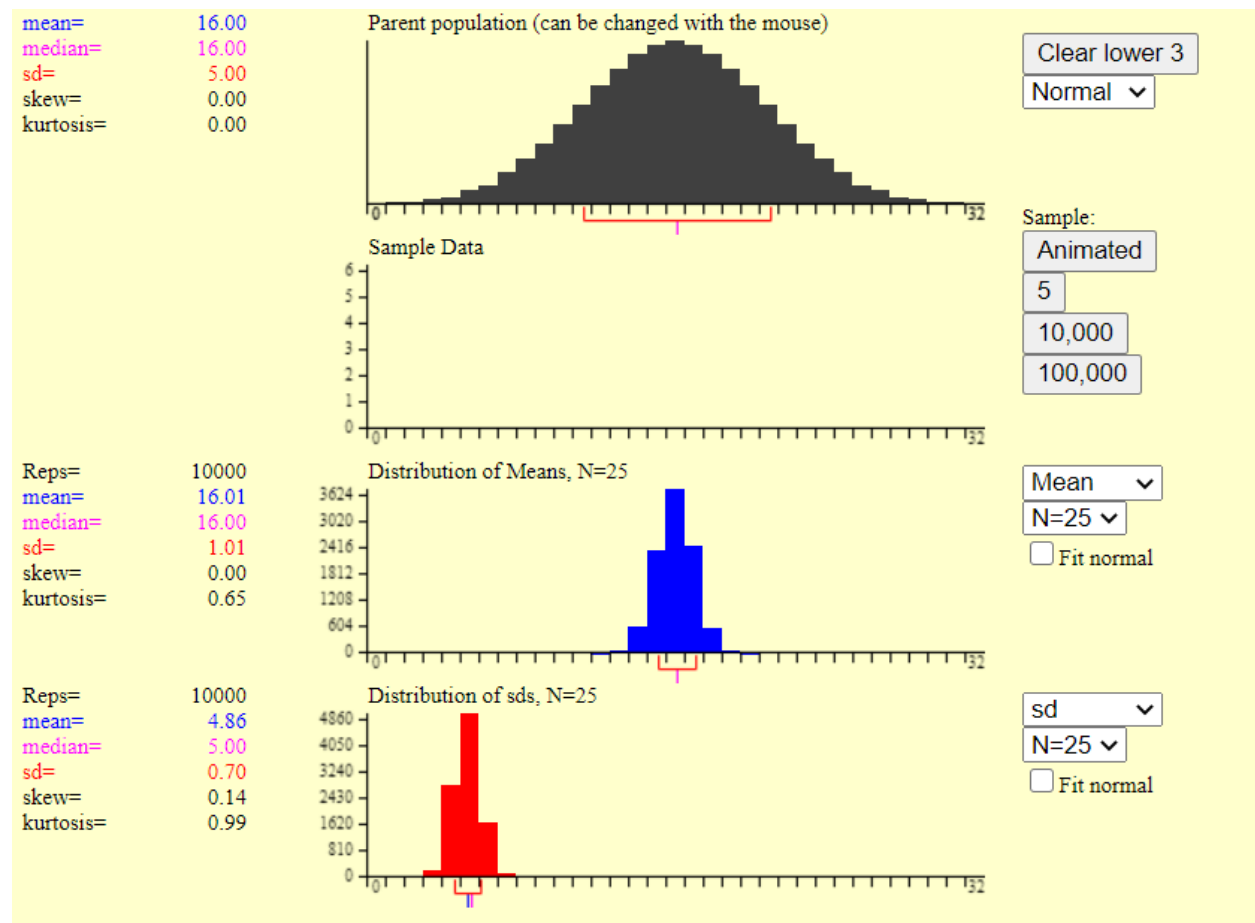 mean= 16.00
median= 16.00
sd= 5.00
skew= 0.00
kurtosis= 0.00
Parent population (can be changed with the mouse)
0 32
Clear lower 3
Normal
Sample:
Animated
5
10,000
100,000
Sample Data
6
5
4
3
2
1
0
0 32
Reps= 10000
mean= 16.01
median= 16.00
sd= 1.01
skew= 0.00
kurtosis= 0.65
Distribution of Means, N=25
3624
3020
2416
1812
1208
604
0
0 32
Mean
N=25
Fit normal
Reps= 10000
mean= 4.86
median= 5.00
sd= 0.70
skew= 0.14
kurtosis= 0.99
Distribution of sds, N=25
4860
4050
3240
2430
1620
810
0
0 32
sd
N=25
Fit normal